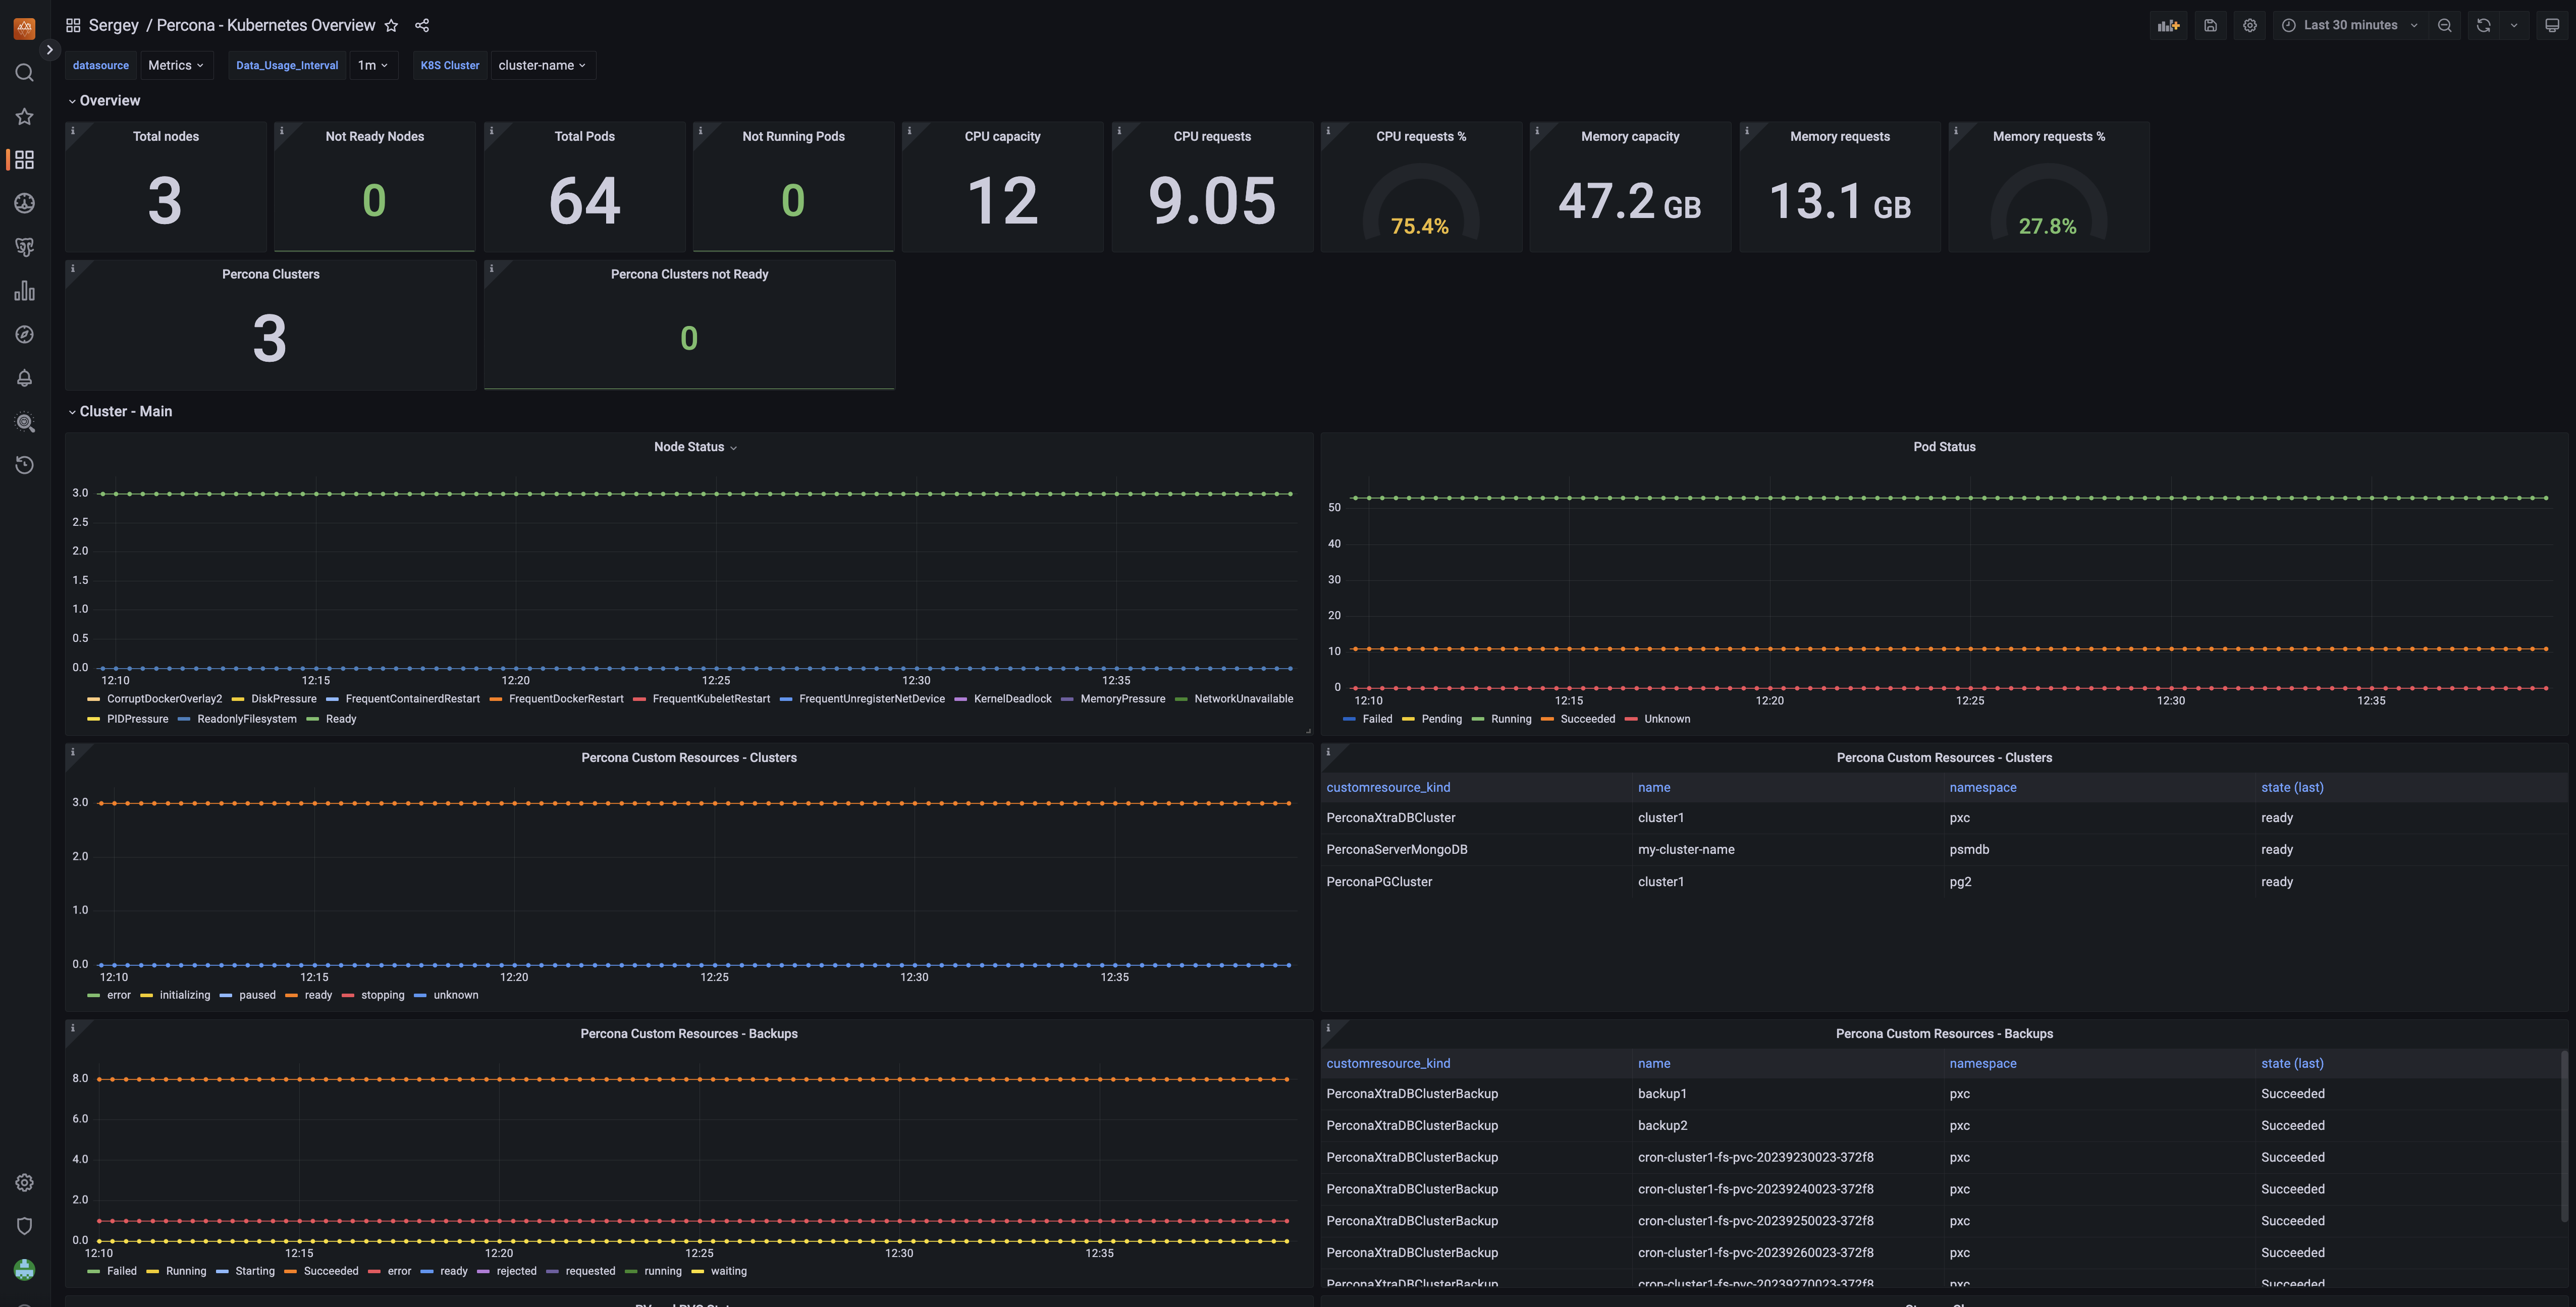 Sergey / Percona - Kubernetes Overview
Last 30 minutes
datasource Metrics Data_Usage_Interval 1m K8S Cluster cluster-name
Overview
Total nodes Not Ready Nodes Total Pods Not Running Pods CPU capacity CPU requests CPU requests % Memory capacity Memory requests Memory requests %
3 0 64 0 12 9.05 75.4% 47.2 GB 13.1 GB 27.8%
Percona Clusters Percona Clusters not Ready
3 0
Cluster - Main
Node Status
3.0
2.5
2.0
1.5
1.0
0.5
0.0
12:10 12:15 12:20 12:25 12:30 12:35
CorruptDockerOverlay2 DiskPressure FrequentContainerdRestart FrequentDockerRestart FrequentKubeletRestart FrequentUnregisterNetDevice KernelDeadlock MemoryPressure NetworkUnavailable
PIDPressure ReadonlyFilesystem Ready
Pod Status
50
40
30
20
10
0
12:10 12:15 12:20 12:25 12:30 12:35
Failed Pending Running Succeeded Unknown
Percona Custom Resources - Clusters
3.0
2.0
1.0
0.0
12:10 12:15 12:20 12:25 12:30 12:35
error initializing paused ready stopping unknown
Percona Custom Resources - Clusters
customresource_kind name namespace state (last)
PerconaXtraDBCluster cluster1 pxc ready
PerconaServerMongoDB my-cluster-name psmdb ready
PerconaPGCluster cluster1 pg2 ready
Percona Custom Resources - Backups
8.0
6.0
4.0
2.0
0.0
12:10 12:15 12:20 12:25 12:30 12:35
Failed Running Starting Succeeded error ready rejected requested running waiting
Percona Custom Resources - Backups
customresource_kind name namespace state (last)
PerconaXtraDBClusterBackup backup1 pxc Succeeded
PerconaXtraDBClusterBackup backup2 pxc Succeeded
PerconaXtraDBClusterBackup cron-cluster1-fs-pvc-20239230023-372f8 pxc Succeeded
PerconaXtraDBClusterBackup cron-cluster1-fs-pvc-20239240023-372f8 pxc Succeeded
PerconaXtraDBClusterBackup cron-cluster1-fs-pvc-20239250023-372f8 pxc Succeeded
PerconaXtraDBClusterBackup cron-cluster1-fs-pvc-20239260023-372f8 pxc Succeeded
PerconaXtraDBClusterBackup cron-cluster1-fs-pvc-20239270023-372f8 pxc Succeeded